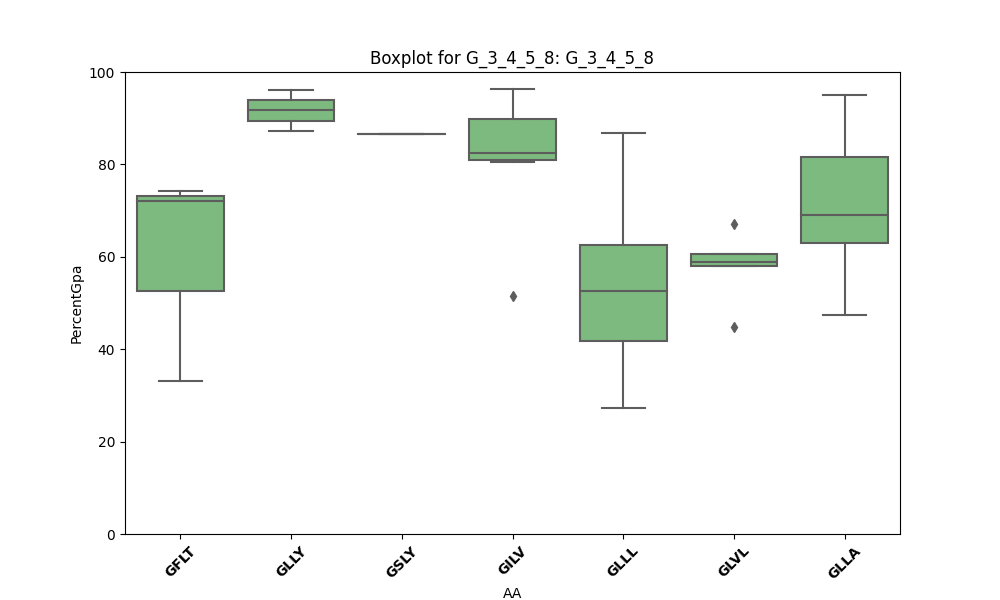 Boxplot for G_3_4_5_8: G_3_4_5_8
100
80
60
40
20
0
PercentGpa
GFLT
GLLY
GSLY
GILV
GLLL
GLVL
GLLA
AA